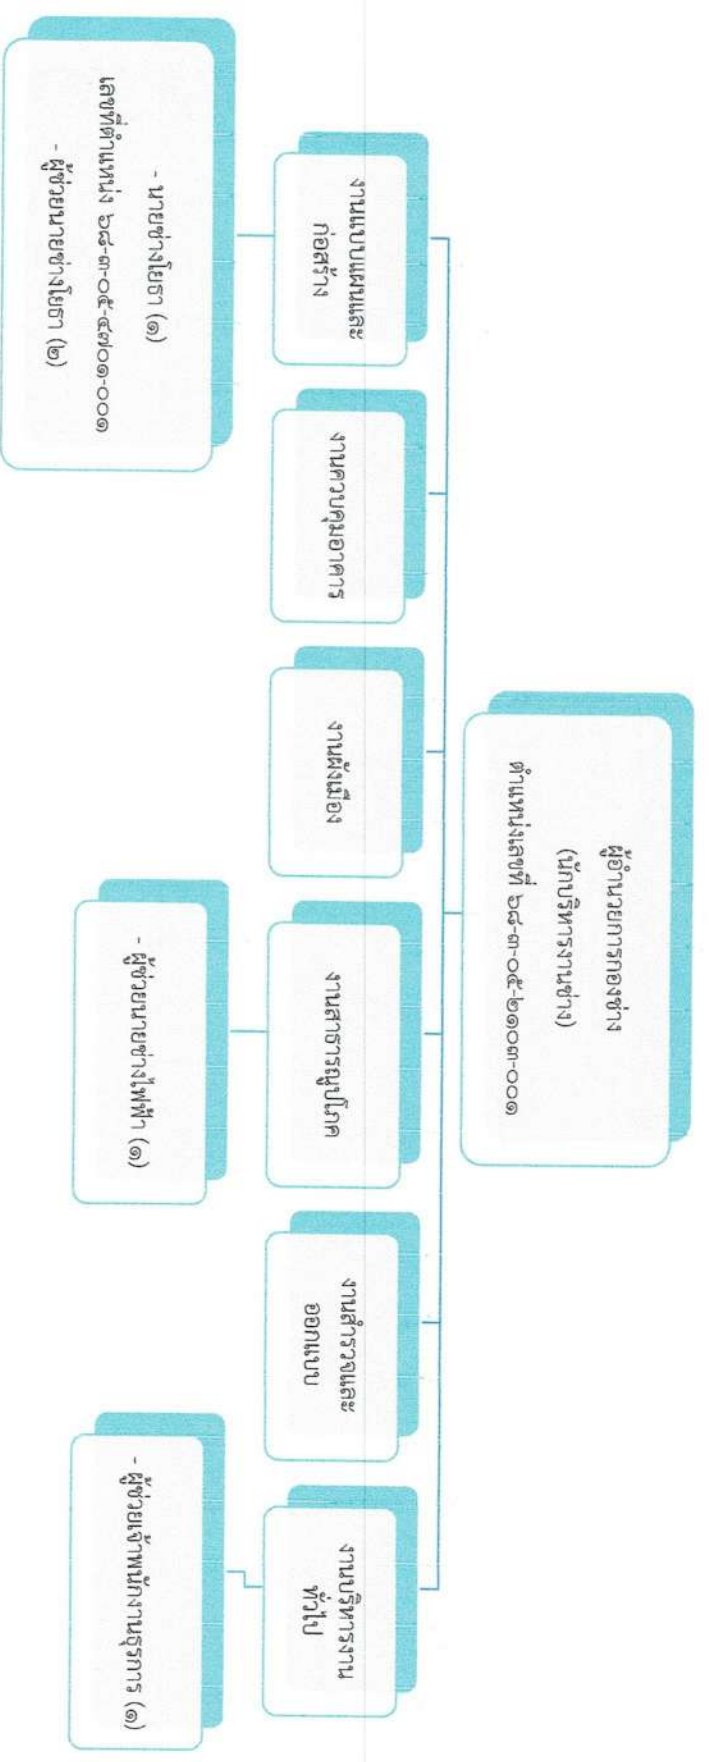 ผู้อำนวยการกองช่าง
(นักบริหารงานช่าง)
ตำแหน่งเลขที่ ๖๘-๓-๐๕-๒๑๐๓-๐๐๑
งานแบบแผนและ
ก่อสร้าง
งานควบคุมอาคาร
งานผังเมือง
งานสาธารณูปโภค
งานสำรวจและ
ออกแบบ
งานบริหารงาน
ทั่วไป
- นายช่างโยธา (๑)
เลขที่ตำแหน่ง ๖๘-๓-๐๕-๔๗๐๑-๐๐๑
- ผู้ช่วยนายช่างโยธา (๒)
- ผู้ช่วยนายช่างไฟฟ้า (๑)
- ผู้ช่วยเจ้าพนักงานธุรการ (๑)